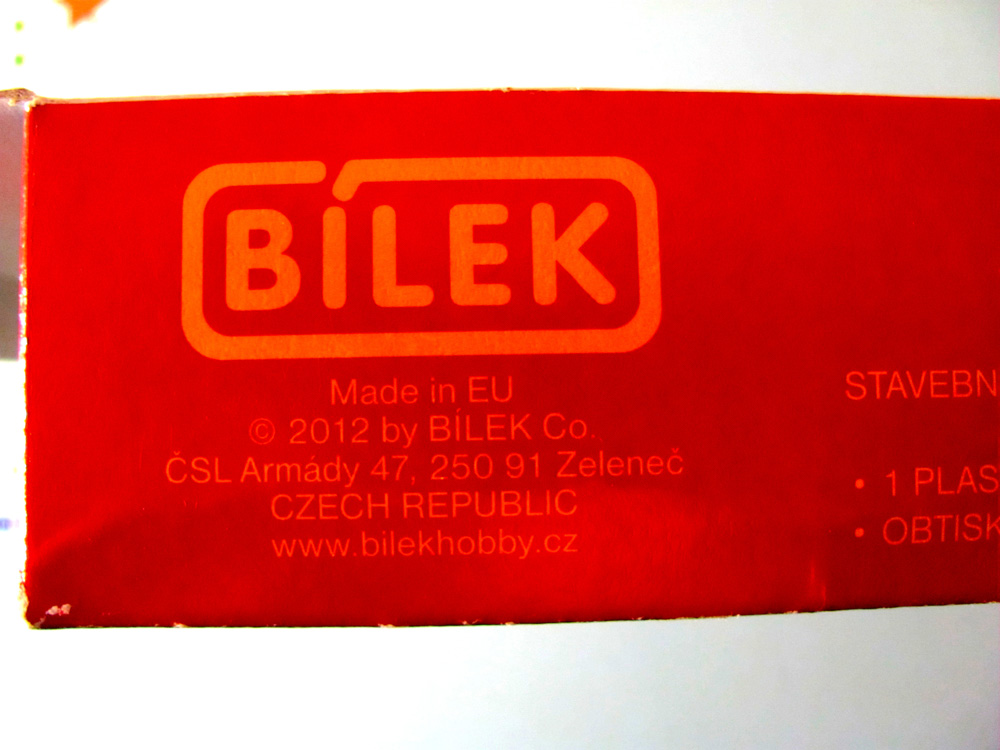 BÍLEK
Made in EU
© 2012 by BÍLEK Co.
ČSL Armády 47, 250 91 Zeleneč
CZECH REPUBLIC
www.bilekhobby.cz
STAVEBN
• 1 PLAS
• OBTISK